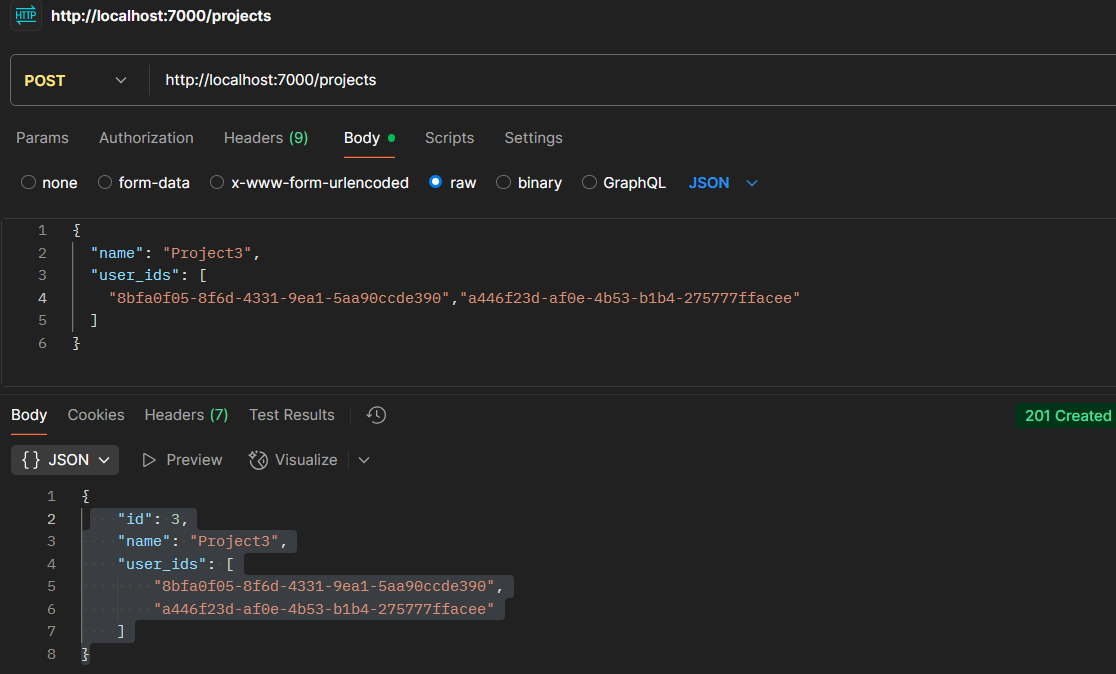 HTTP http://localhost:7000/projects
POST http://localhost:7000/projects
Params Authorization Headers (9) Body Scripts Settings
none form-data x-www-form-urlencoded raw binary GraphQL JSON
1 {
2 "name": "Project3",
3 "user_ids": [
4 "8bfa0f05-8f6d-4331-9ea1-5aa90ccde390","a446f23d-af0e-4b53-b1b4-275777ffacee"
5 ]
6 }
Body Cookies Headers (7) Test Results 201 Created
{} JSON Preview Visualize
1 {
2 "id": 3,
3 "name": "Project3",
4 "user_ids": [
5 "8bfa0f05-8f6d-4331-9ea1-5aa90ccde390",
6 "a446f23d-af0e-4b53-b1b4-275777ffacee"
7 ]
8 }